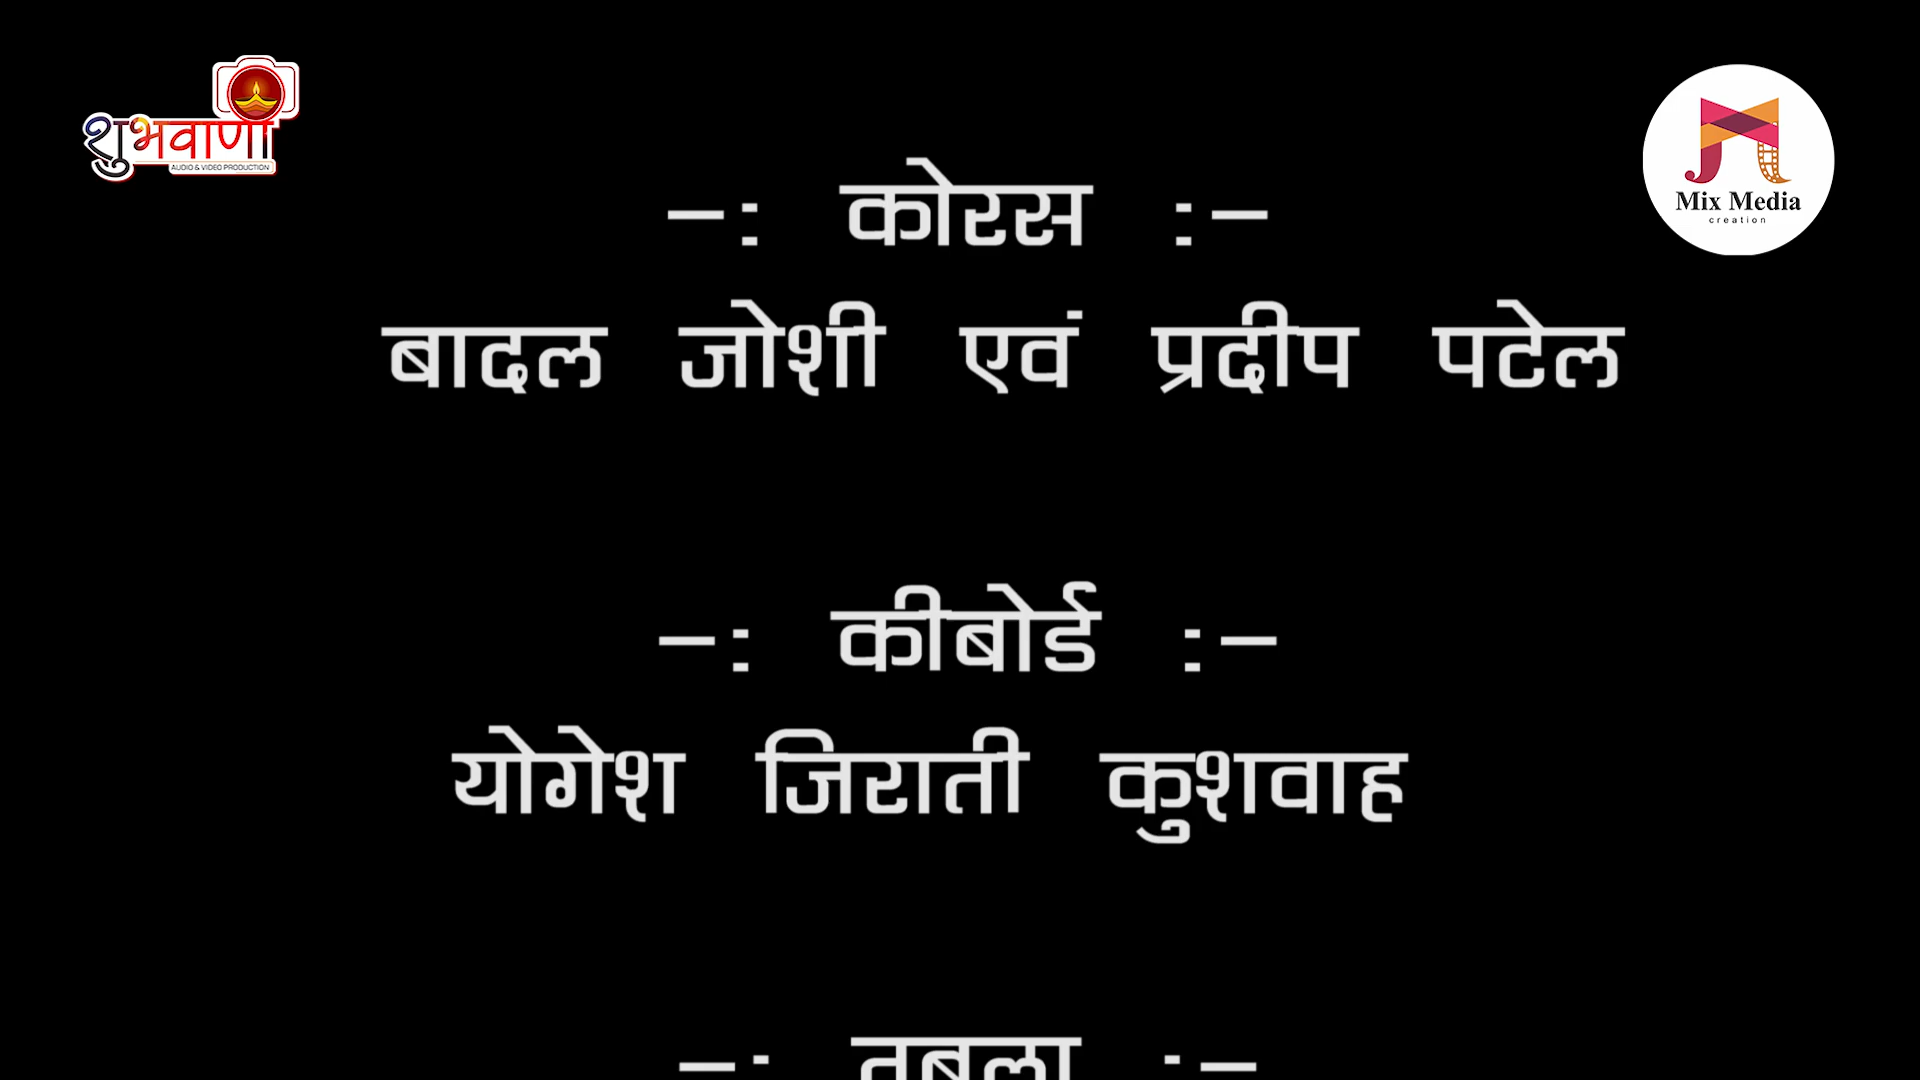 शुभवाणी
AUDIO & VIDEO PRODUCTION
Mix Media
creation
-: कोरस :-
बादल जोशी एवं प्रदीप पटेल
-: कीबोर्ड :-
योगेश जिराती कुशवाह
-: तबला :-